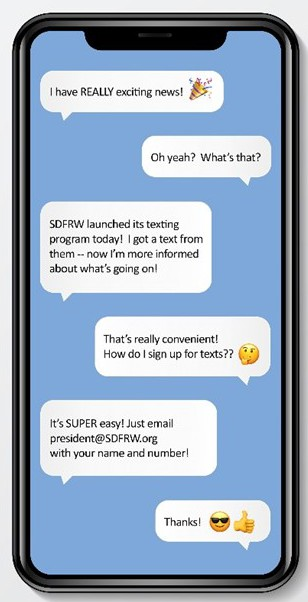 I have REALLY exciting news! 🎉
Oh yeah?  What's that?
SDFRW launched its texting
program today!  I got a text from
them -- now I'm more informed
about what's going on!
That's really convenient!
How do I sign up for texts?? 🤔
It's SUPER easy! Just email
president@SDFRW.org
with your name and number!
Thanks! 😎👍